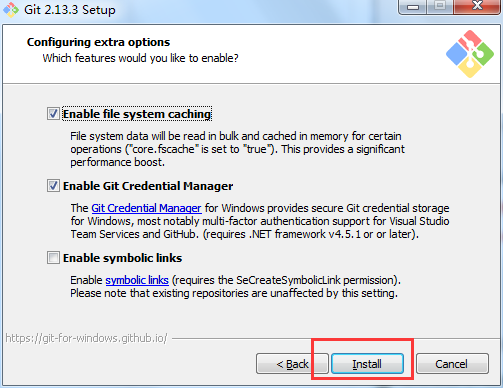 Git 2.13.3 Setup
Configuring extra options
Which features would you like to enable?
Enable file system caching
File system data will be read in bulk and cached in memory for certain
operations ("core.fscache" is set to "true"). This provides a significant
performance boost.
Enable Git Credential Manager
The Git Credential Manager for Windows provides secure Git credential storage
for Windows, most notably multi-factor authentication support for Visual Studio
Team Services and GitHub. (requires .NET framework v4.5.1 or or later).
Enable symbolic links
Enable symbolic links (requires the SeCreateSymbolicLink permission).
Please note that existing repositories are unaffected by this setting.
https://git-for-windows.github.io/
< Back
Install
Cancel